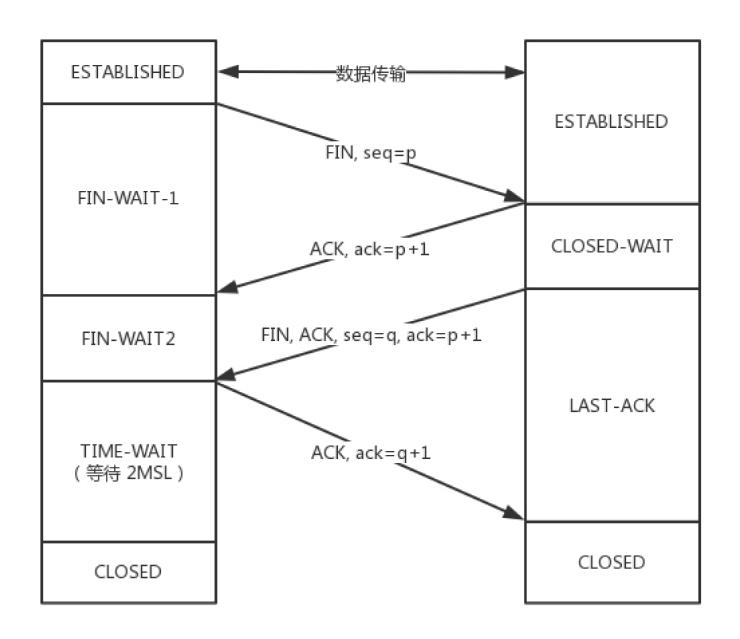 ESTABLISHED
数据传输
ESTABLISHED
FIN, seq=p
FIN-WAIT-1
ACK, ack=p+1
CLOSED-WAIT
FIN-WAIT2
FIN, ACK, seq=q, ack=p+1
LAST-ACK
TIME-WAIT
（等待 2MSL）
ACK, ack=q+1
CLOSED
CLOSED